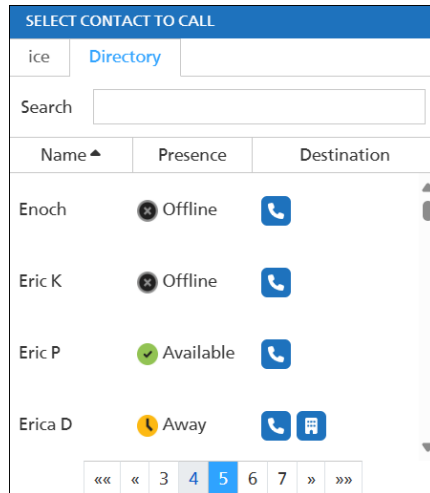 SELECT CONTACT TO CALL
ice Directory
Search
Name Presence Destination
Enoch Offline
Eric K Offline
Eric P Available
Erica D Away
«« « 3 4 5 6 7 » »»